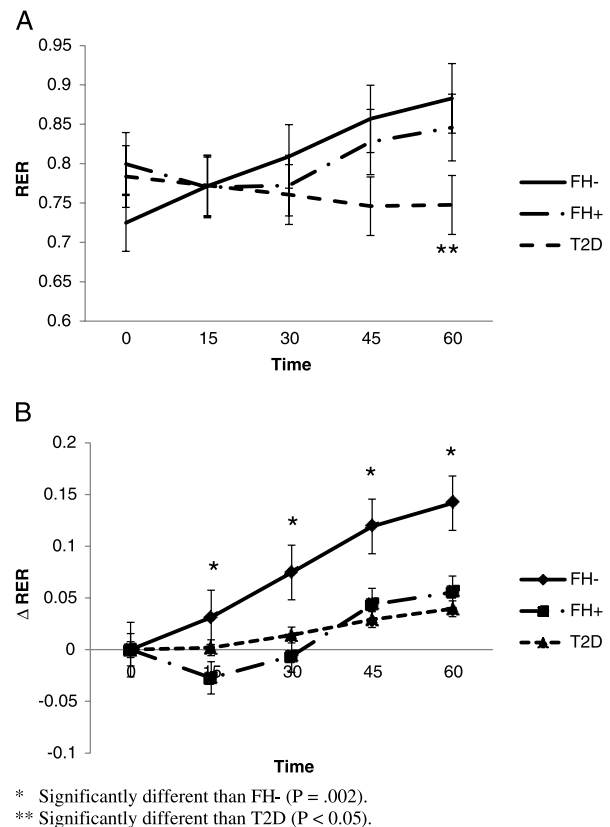 A
0.95
0.9
0.85
0.8
0.75
0.7
0.65
0.6
RER
**
0 15 30 45 60
Time
FH-
FH+
T2D
B
0.2
0.15
0.1
0.05
0
-0.05
-0.1
Δ RER
* * * *
0 15 30 45 60
Time
FH-
FH+
T2D
* Significantly different than FH- (P = .002).
** Significantly different than T2D (P < 0.05).